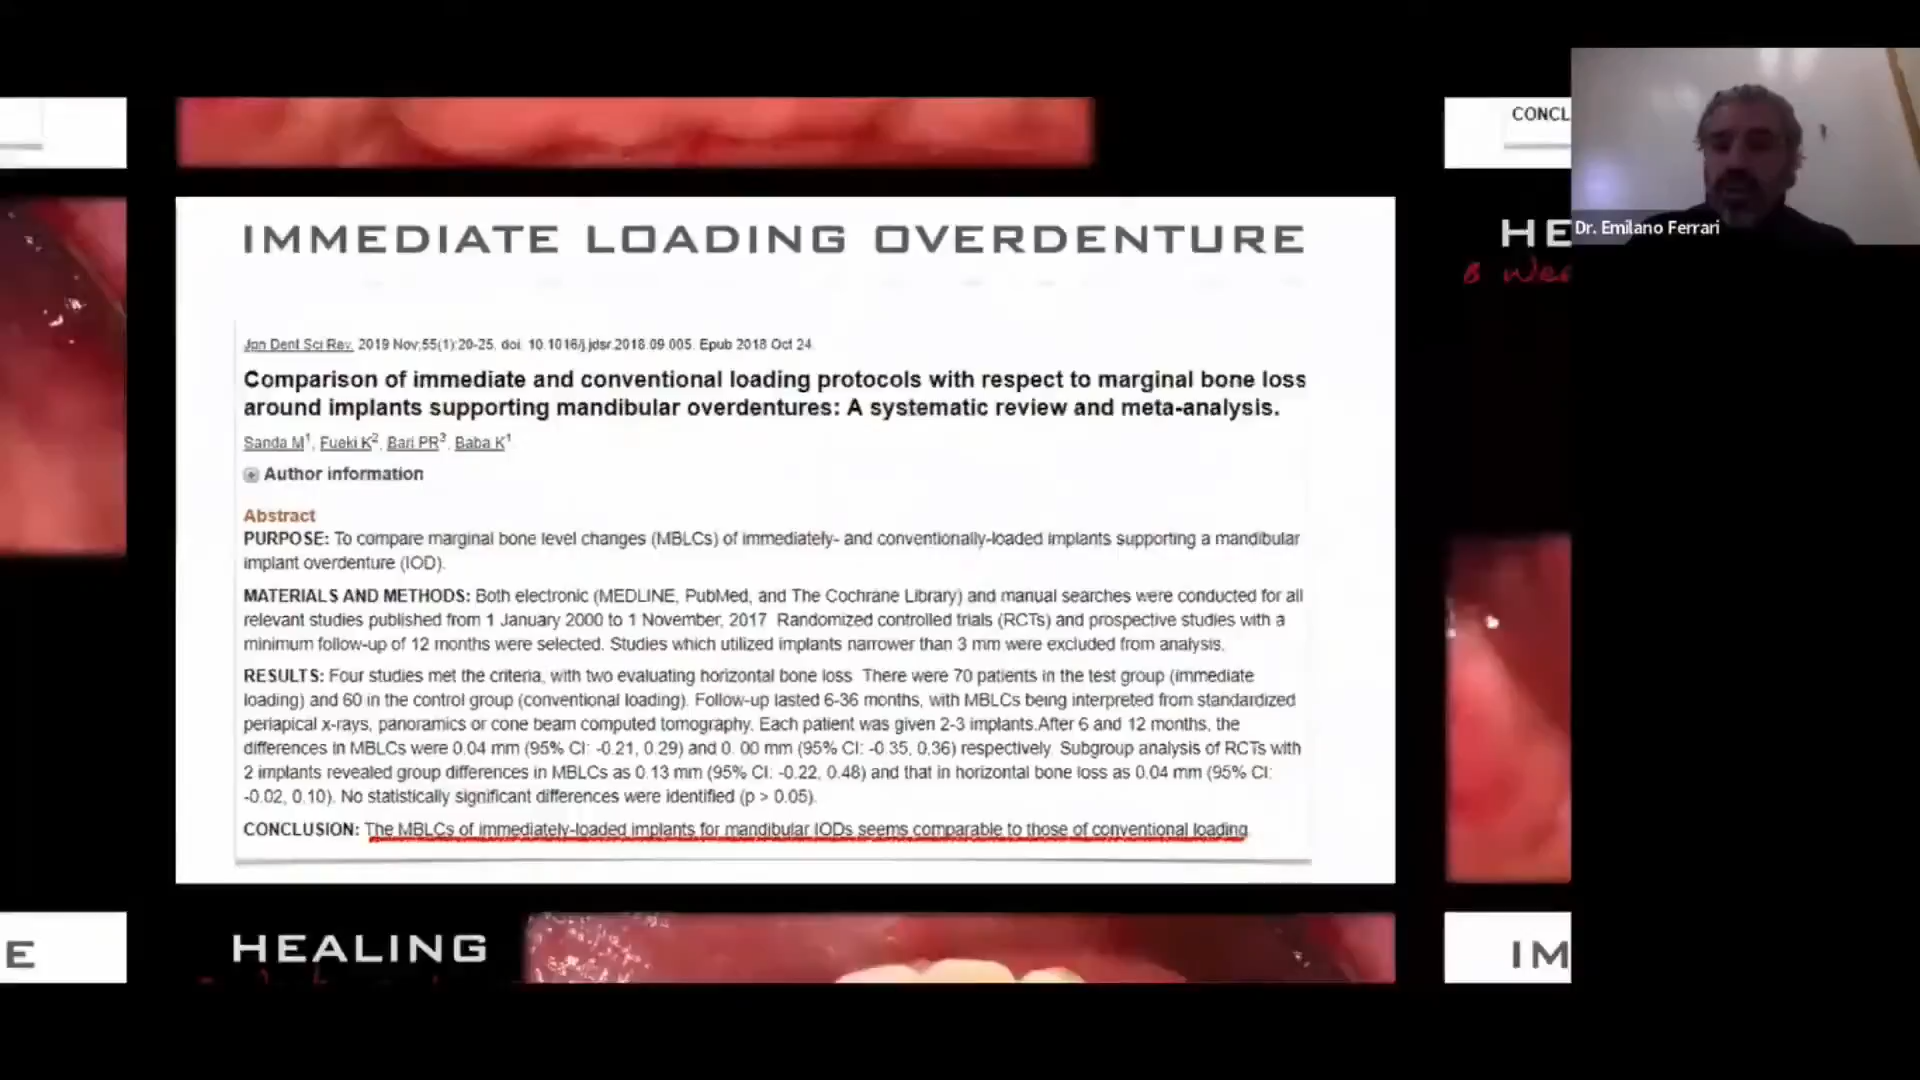 CONCL
IMMEDIATE LOADING OVERDENTURE
HE
Dr. Emilano Ferrari
Jpn Dent Sci Rev. 2019 Nov;55(1):20-25. doi: 10.1016/j.jdsr.2018.09.005. Epub 2018 Oct 24.
Comparison of immediate and conventional loading protocols with respect to marginal bone loss
around implants supporting mandibular overdentures: A systematic review and meta-analysis.
Sanda M1, Fueki K2, Bari PR3, Baba K1
Author information
Abstract
PURPOSE: To compare marginal bone level changes (MBLCs) of immediately- and conventionally-loaded implants supporting a mandibular
implant overdenture (IOD).
MATERIALS AND METHODS: Both electronic (MEDLINE, PubMed, and The Cochrane Library) and manual searches were conducted for all
relevant studies published from 1 January 2000 to 1 November, 2017. Randomized controlled trials (RCTs) and prospective studies with a
minimum follow-up of 12 months were selected. Studies which utilized implants narrower than 3 mm were excluded from analysis.
RESULTS: Four studies met the criteria, with two evaluating horizontal bone loss. There were 70 patients in the test group (immediate
loading) and 60 in the control group (conventional loading). Follow-up lasted 6-36 months, with MBLCs being interpreted from standardized
periapical x-rays, panoramics or cone beam computed tomography. Each patient was given 2-3 implants.After 6 and 12 months, the
differences in MBLCs were 0.04 mm (95% CI: -0.21, 0.29) and 0. 00 mm (95% CI: -0.35, 0.36) respectively. Subgroup analysis of RCTs with
2 implants revealed group differences in MBLCs as 0.13 mm (95% CI: -0.22, 0.48) and that in horizontal bone loss as 0.04 mm (95% CI:
-0.02, 0.10). No statistically significant differences were identified (p > 0.05).
CONCLUSION: The MBLCs of immediately-loaded implants for mandibular IODs seems comparable to those of conventional loading
E
HEALING
IM